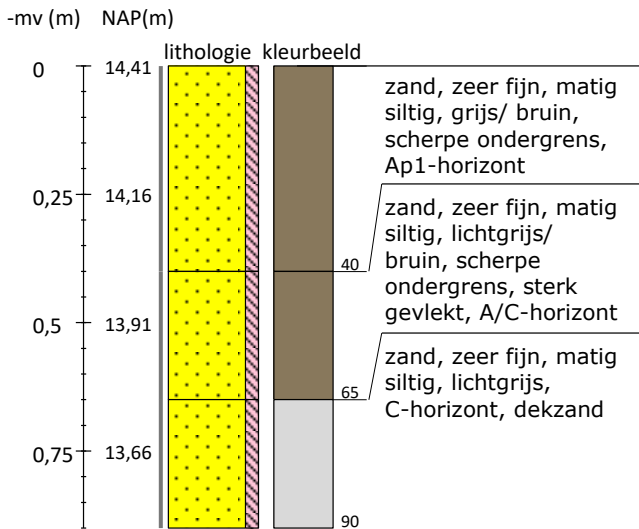 -mv (m) NAP(m)
lithologie kleurbeeld
0 14,41
zand, zeer fijn, matig
siltig, grijs/ bruin,
scherpe ondergrens,
Ap1-horizont
0,25 14,16
zand, zeer fijn, matig
siltig, lichtgrijs/
bruin, scherpe
ondergrens, sterk
gevlekt, A/C-horizont
40
0,5 13,91
zand, zeer fijn, matig
siltig, lichtgrijs,
C-horizont, dekzand
65
0,75 13,66
90